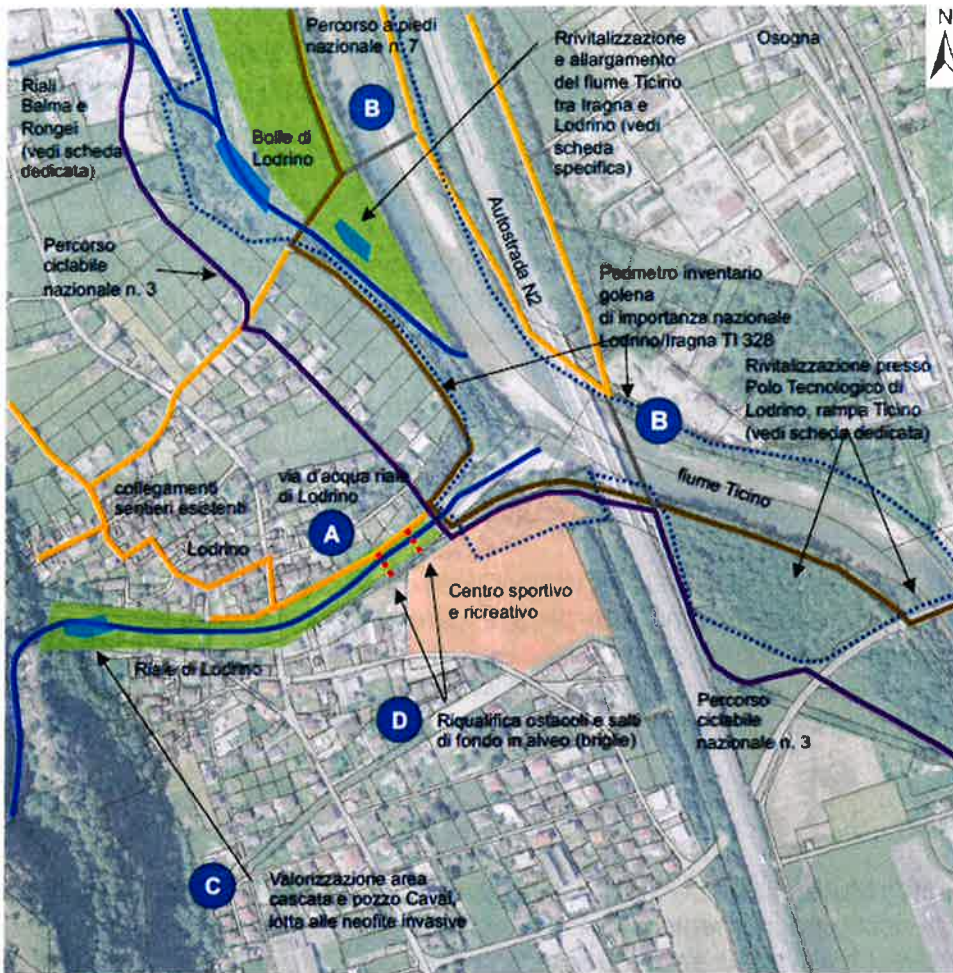 N
Percorso a piedi
nazionale n. 7
Rrivitalizzazione
e allargamento
del fiume Ticino
tra Iragna e
Lodrino (vedi
scheda
specifica)
Osogna
B
Riali
Balma e
Rongei
(vedi scheda
dedicata)
Bolle di
Lodrino
Autostrada N2
Percorso
ciclabile
nazionale n. 3
Perimetro inventario
golena
di importanza nazionale
Lodrino/Iragna TI 328
Rivitalizzazione presso
Polo Tecnologico di
Lodrino, rampa Ticino
(vedi scheda dedicata)
B
fiume Ticino
collegamenti
sentieri esistenti
via d'acqua riale
di Lodrino
A
Lodrino
Centro sportivo
e ricreativo
Riale di Lodrino
D
Riqualifica ostacoli e salti
di fondo in alveo (briglie)
Percorso
ciclabile
nazionale n. 3
C
Valorizzazione area
cascata e pozzo Caval,
lotta alle neofite invasive